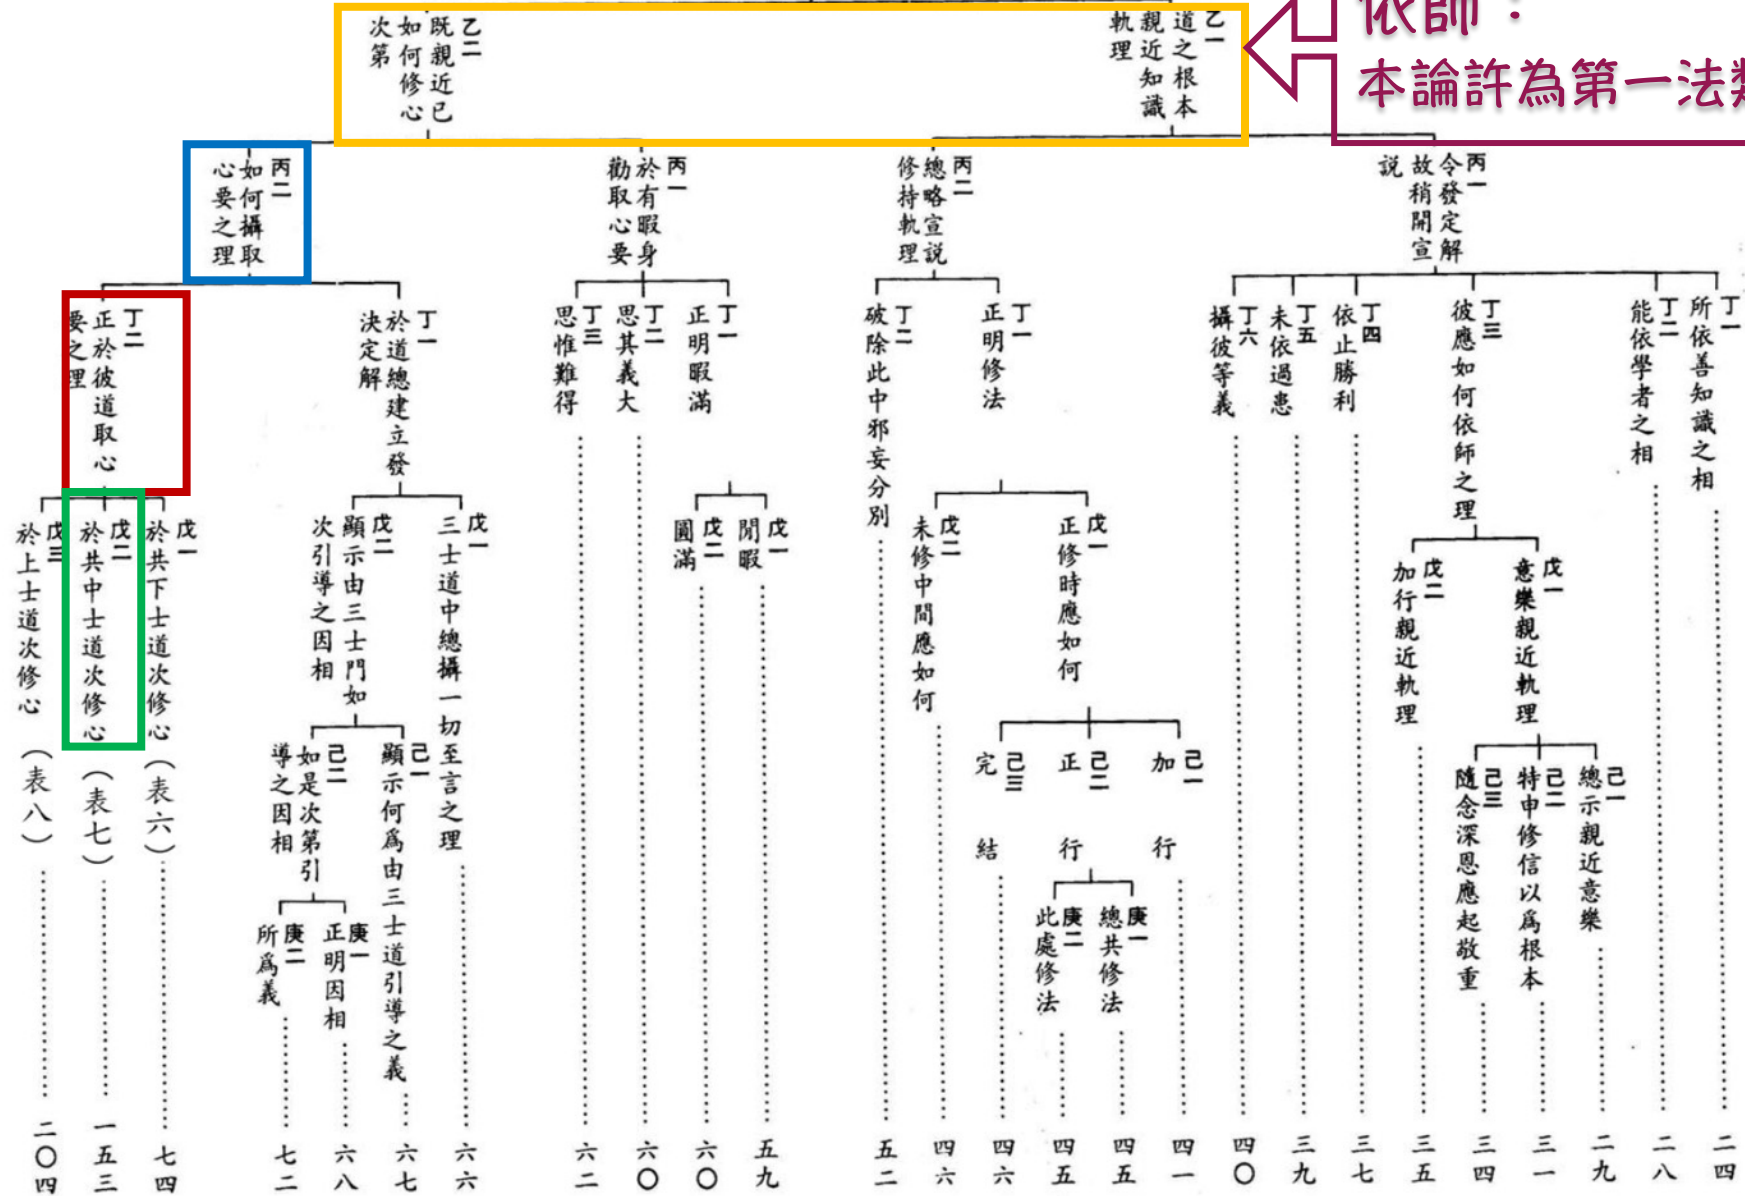 依師：
本論許為第一法類
乙一
道之根本
親近知識
軌理
乙二
既親近已
如何修心
次第
丙一
令發定解
故稍開宣
説
丙二
總略宣説
修持軌理
丙一
於有暇身
勸取心要
丙二
如何攝取
心要之理
丁一
所依善知識之相
丁二
能依學者之相
丁三
彼應如何依師之理
丁四
依止勝利
丁五
未依過患
丁六
攝彼等義
丁一
正明修法
丁二
破除此中邪妄分別
丁一
正明暇滿
丁二
思其義大
丁三
思惟難得
丁一
於道總建立發
決定解
丁二
正於彼道取心
要之理
戊一
意樂親近軌理
戊二
加行親近軌理
戊一
正修時應如何
戊二
未修中間應如何
戊一
閒暇
戊二
圓滿
戊一
三士道中總攝一切至言之理
戊二
顯示由三士門如
次引導之因相
戊一
於共下士道次修心（表六）
戊二
於共中士道次修心（表七）
戊三
於上士道次修心（表八）
己一
總示親近意樂
己二
特申修信以為根本
己三
隨念深恩應起敬重
己一
加行
己二
正行
己三
完結
己一
顯示何為由三士道引導之義
己二
如是次第引
導之因相
庚一
總共修法
庚二
此處修法
庚一
正明因相
庚二
所為義
二四
二八
二九
三一
三四
三五
三七
三九
四〇
四一
四五
四五
四六
四六
五二
五九
六〇
六〇
六二
六六
六七
六八
七二
七四
一五三
二〇四